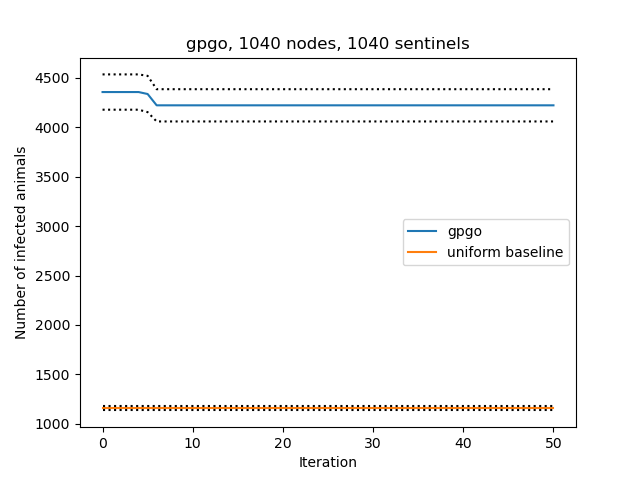 gpgo, 1040 nodes, 1040 sentinels
4500
4000
3500
3000
2500
2000
1500
1000
Number of infected animals
gpgo
uniform baseline
0 10 20 30 40 50
Iteration